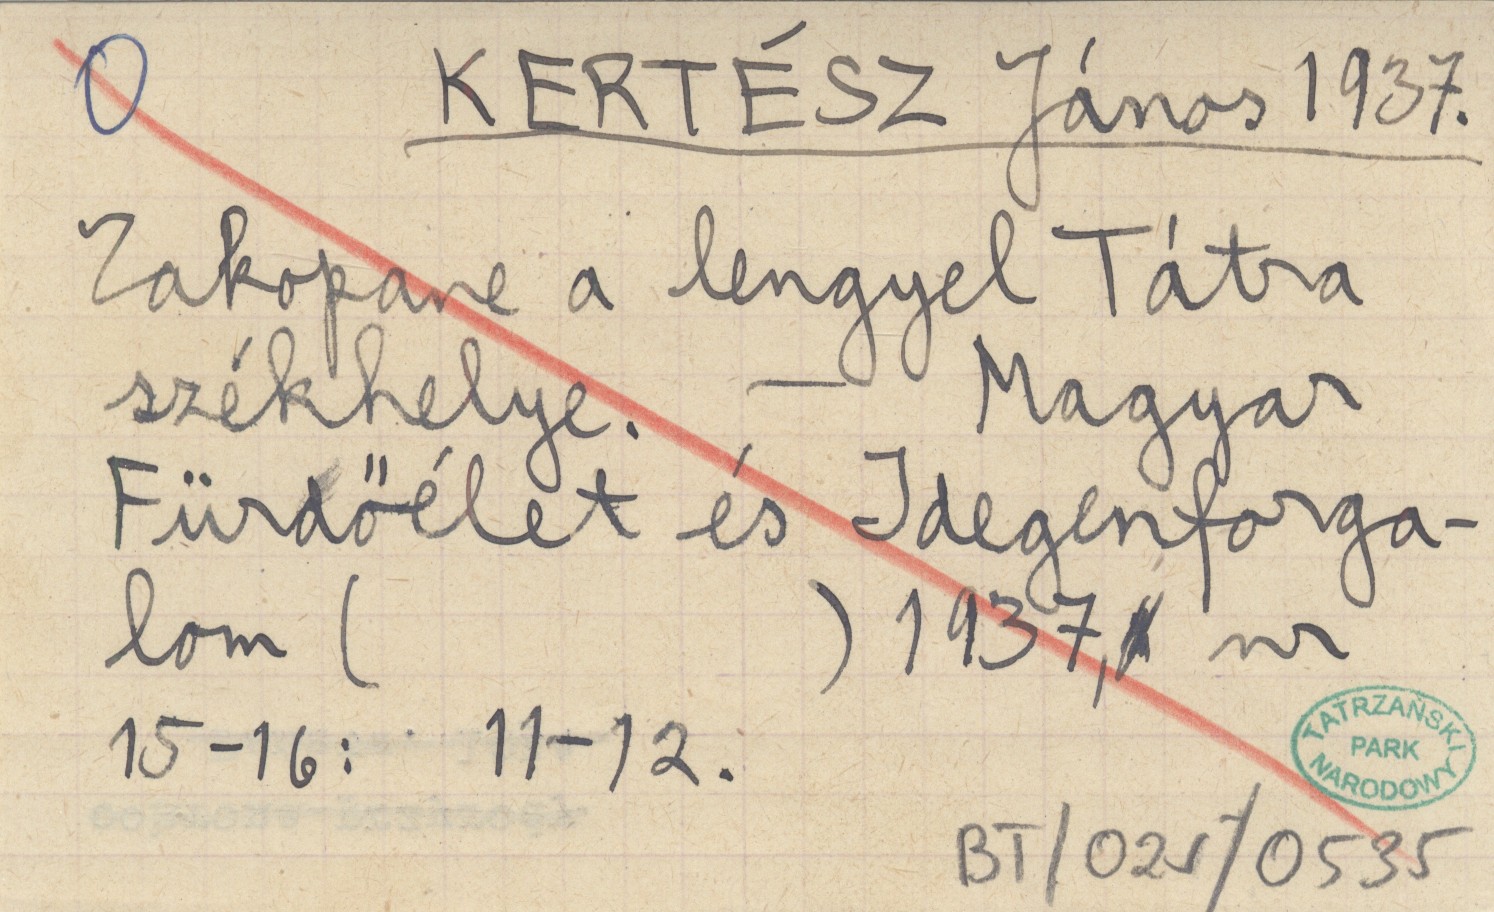 O KERTÉSZ János 1937.
Zakopane a lengyel Tátra
székhelye. — Magyar
Fürdőélet és Idegenforga-
lom ( ) 1937, nr
15-16: 11-12.
TATRZAŃSKI
PARK
NARODOWY
BT/025/0535